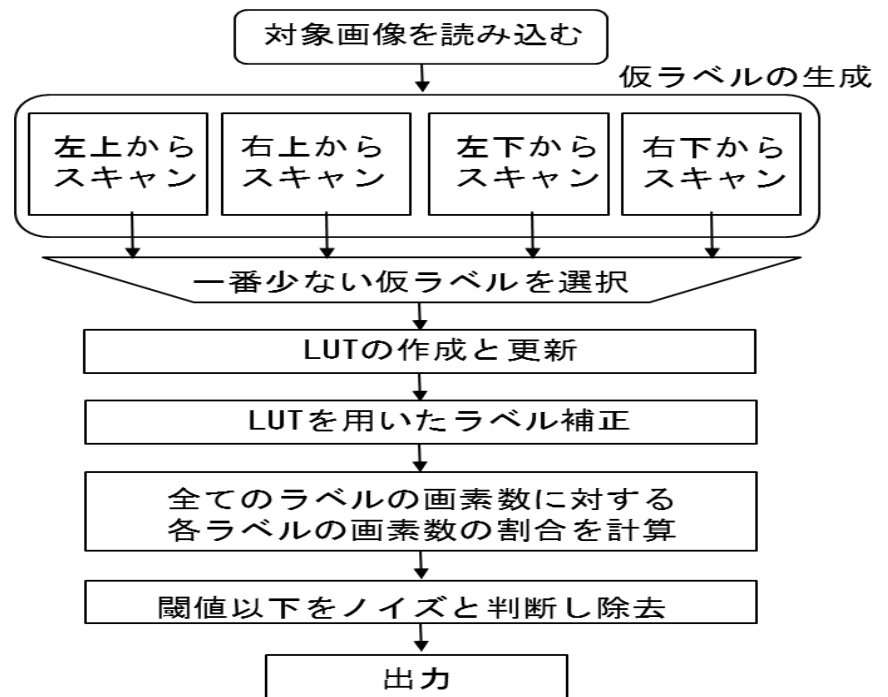 対象画像を読み込む
仮ラベルの生成
左上から
スキャン
右上から
スキャン
左下から
スキャン
右下から
スキャン
一番少ない仮ラベルを選択
LUTの作成と更新
LUTを用いたラベル補正
全てのラベルの画素数に対する
各ラベルの画素数の割合を計算
閾値以下をノイズと判断し除去
出力